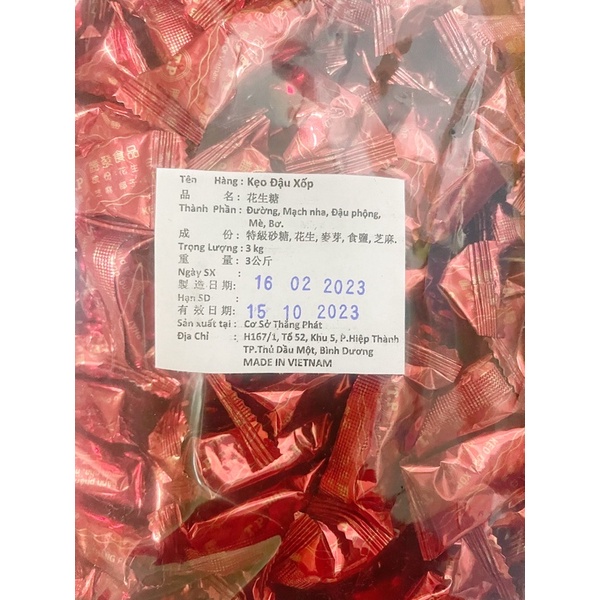 Tên Hàng : Kẹo Đậu Xốp
品 名 : 花生糖
Thành Phần : Đường, Mạch nha, Đậu phộng,
Mè, Bơ.
成 份 : 特級砂糖, 花生, 麥芽, 食鹽, 芝麻.
Trọng Lượng : 3 kg
重 量 : 3公斤
Ngày SX :
製造日期: 16 02 2023
Hạn SD :
有效日期: 15 10 2023
Sản xuất tại : Cơ Sở Thắng Phát
Địa Chỉ : H167/1, Tổ 52, Khu 5, P.Hiệp Thành
TP.Thủ Dầu Một, Bình Dương
MADE IN VIETNAM